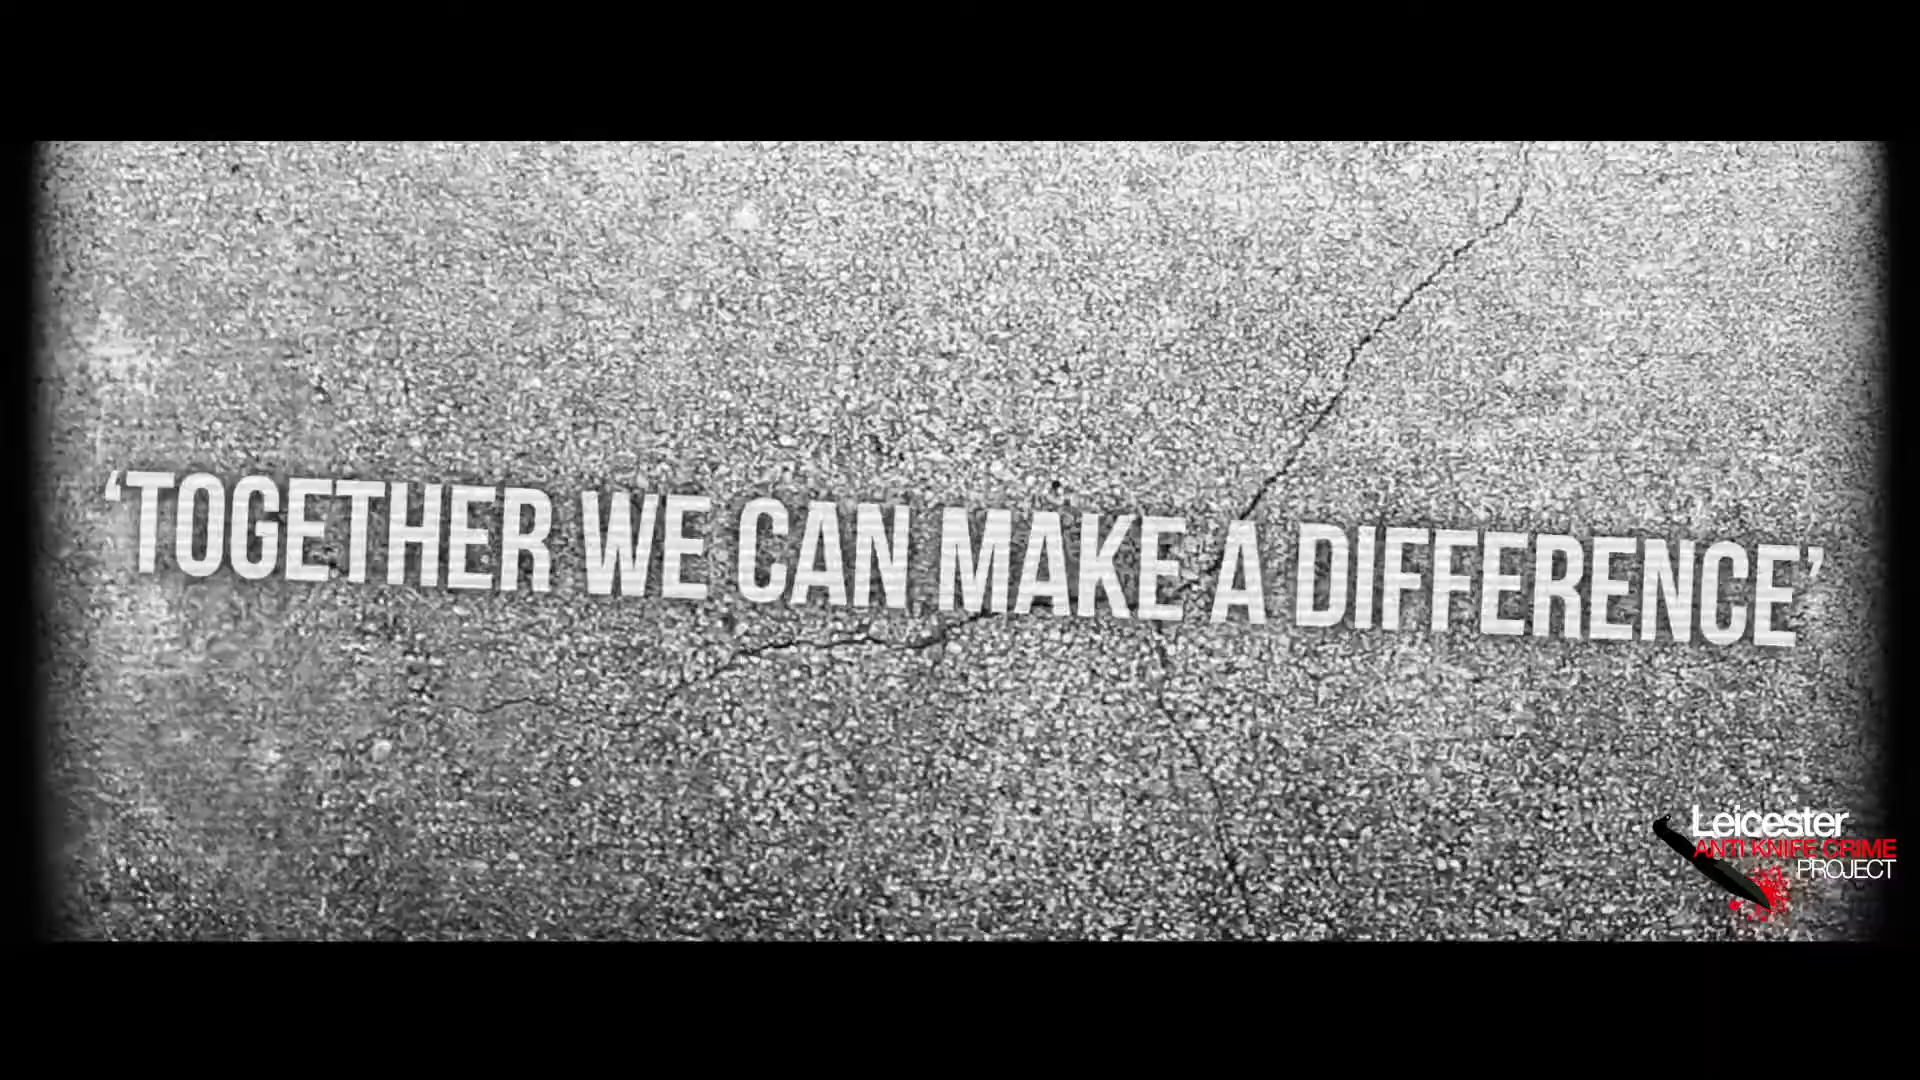 ‘TOGETHER WE CAN MAKE A DIFFERENCE’
Leicester
ANTI KNIFE CRIME
PROJECT